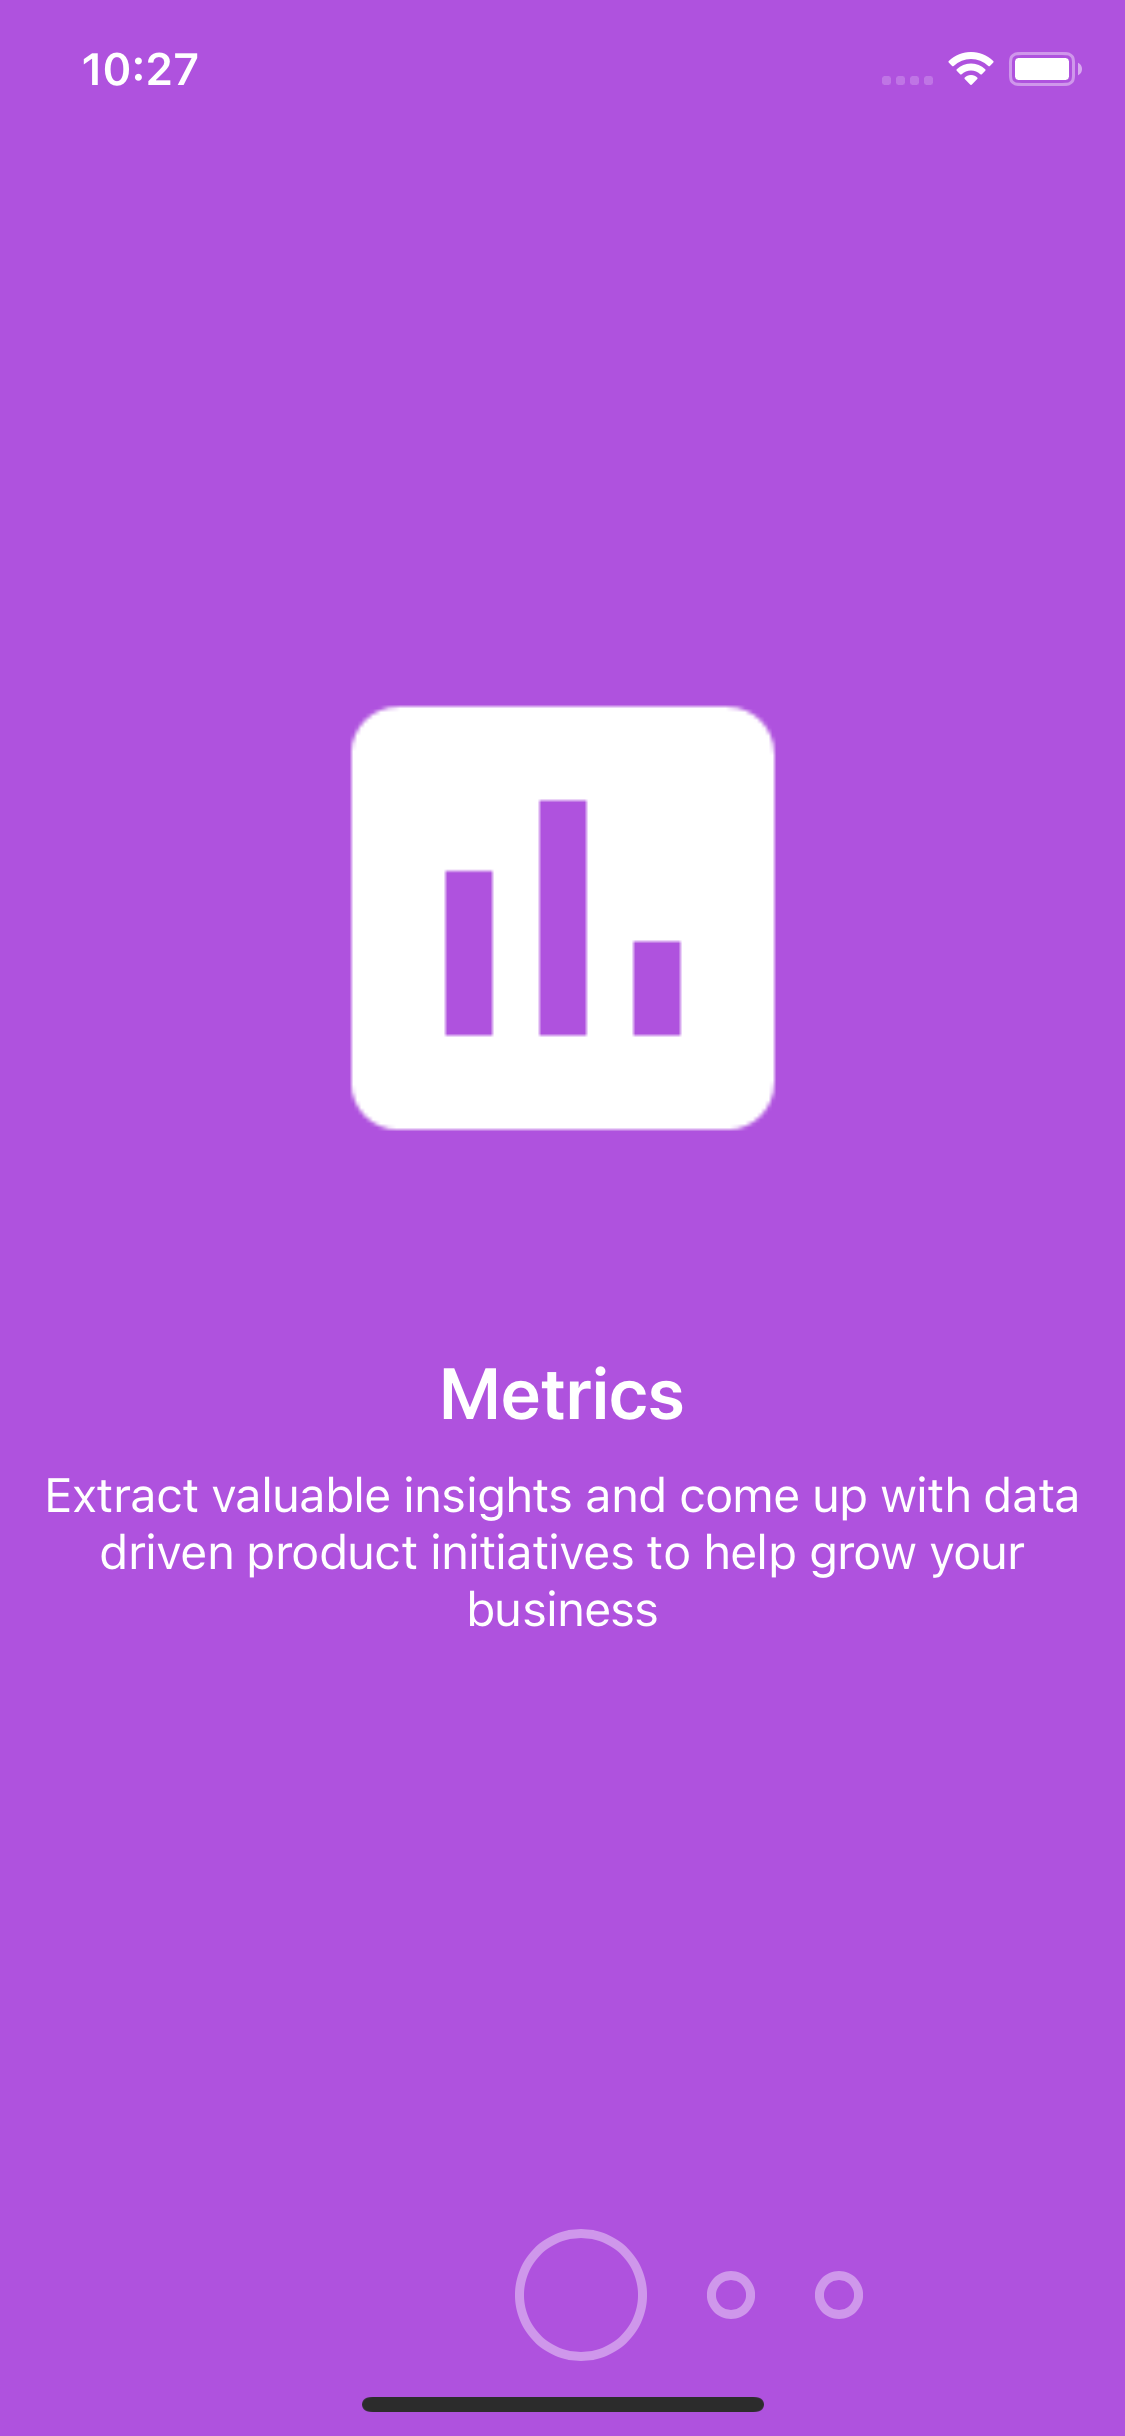 10:27
Metrics
Extract valuable insights and come up with data
driven product initiatives to help grow your
business